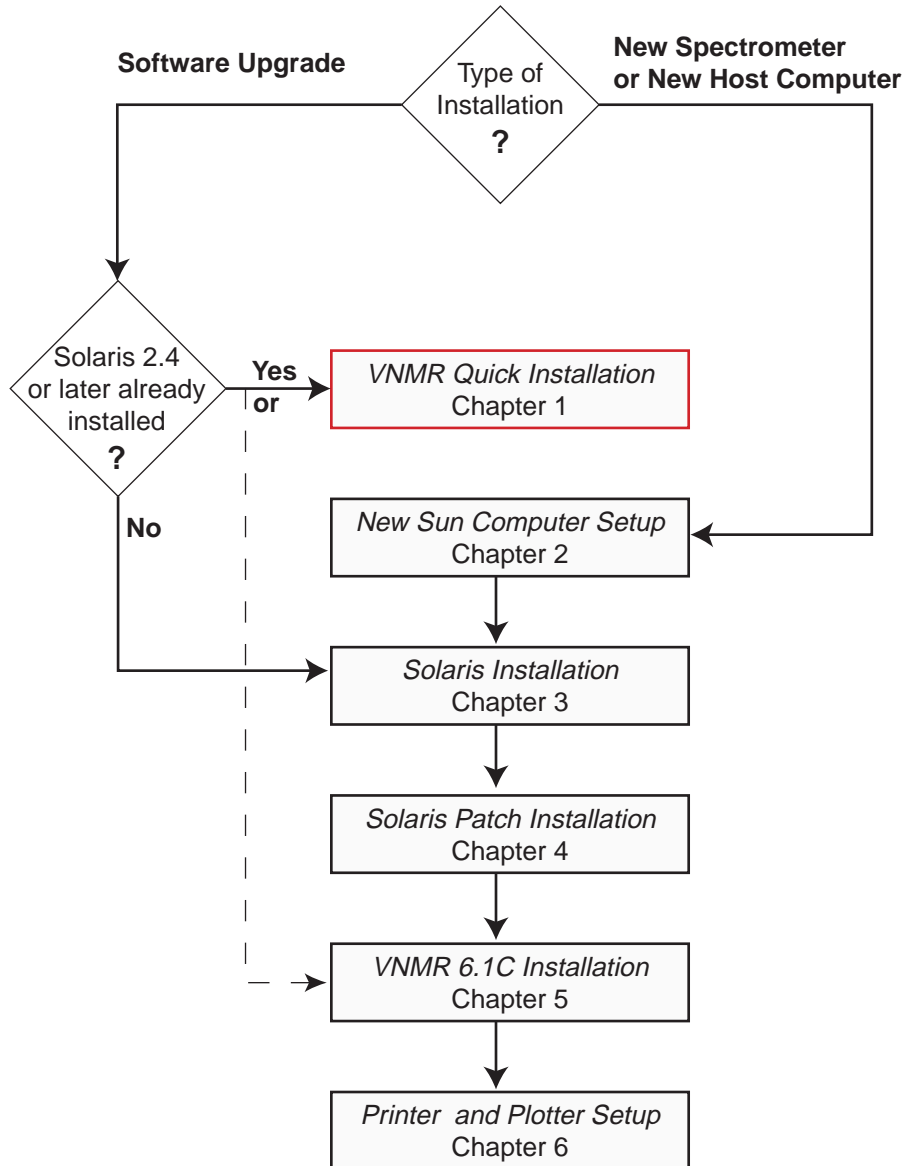 Software Upgrade
Type of
Installation
?
New Spectrometer
or New Host Computer
Solaris 2.4
or later already
installed
?
Yes
or
No
VNMR Quick Installation
Chapter 1
New Sun Computer Setup
Chapter 2
Solaris Installation
Chapter 3
Solaris Patch Installation
Chapter 4
VNMR 6.1C Installation
Chapter 5
Printer and Plotter Setup
Chapter 6